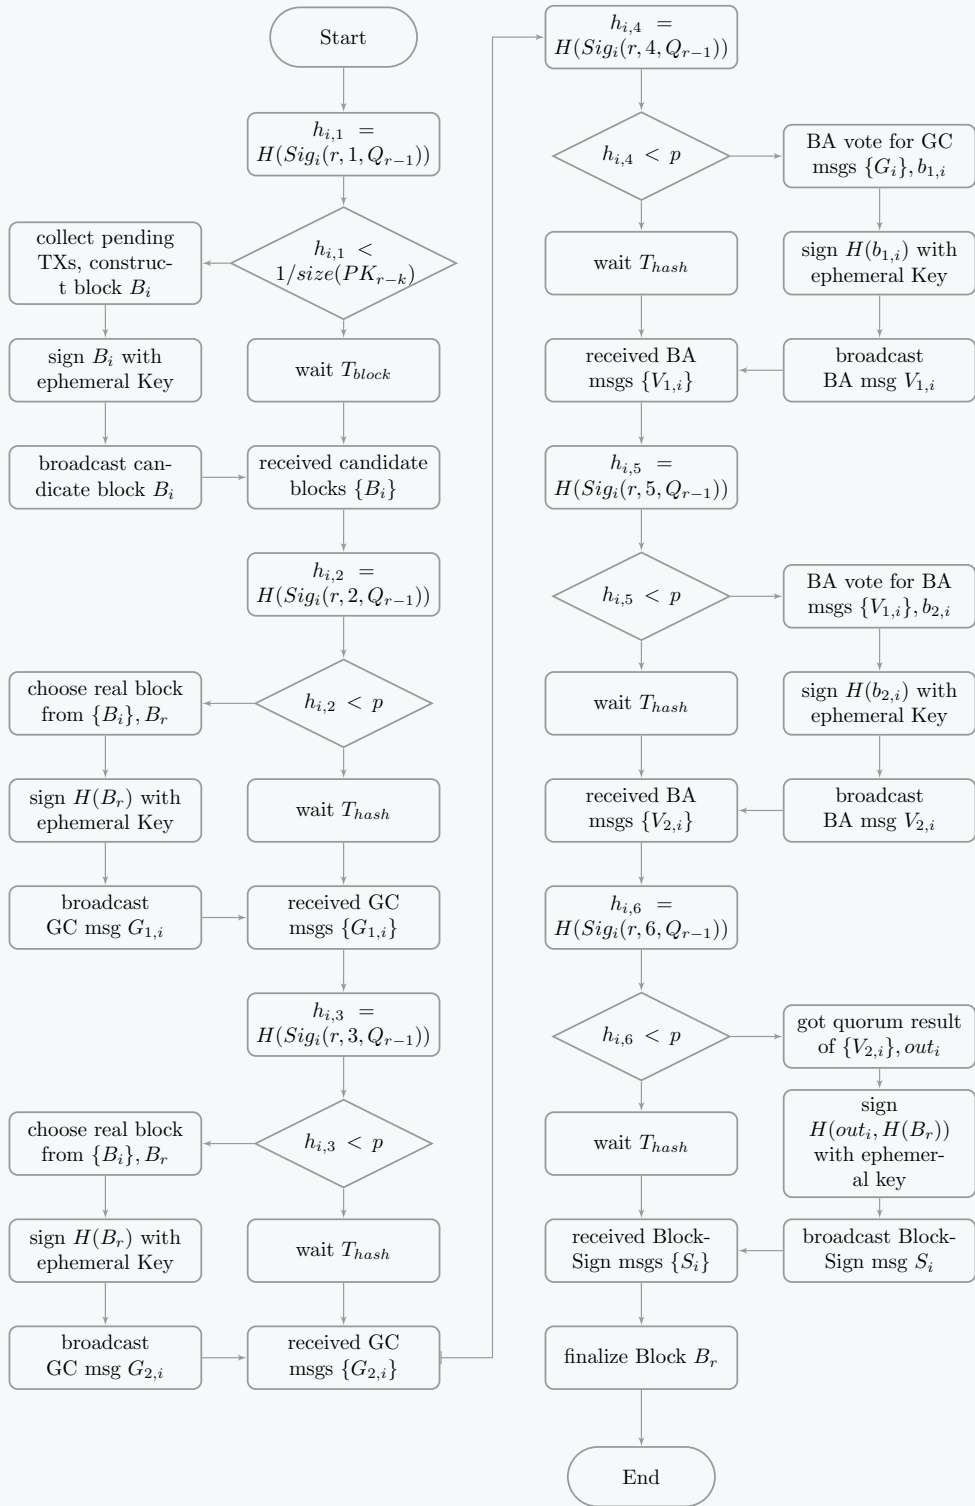 Start
h_{i,1} =
H(Sig_i(r, 1, Q_{r−1}))
h_{i,1} <
1/size(PK_{r−k})
collect pending
TXs, construc-
t block B_i
sign B_i with
ephemeral Key
wait T_{block}
broadcast can-
dicate block B_i
received candidate
blocks {B_i}
h_{i,2} =
H(Sig_i(r, 2, Q_{r−1}))
h_{i,2} < p
choose real block
from {B_i}, B_r
sign H(B_r) with
ephemeral Key
wait T_{hash}
broadcast
GC msg G_{1,i}
received GC
msgs {G_{1,i}}
h_{i,3} =
H(Sig_i(r, 3, Q_{r−1}))
h_{i,3} < p
choose real block
from {B_i}, B_r
sign H(B_r) with
ephemeral Key
wait T_{hash}
broadcast
GC msg G_{2,i}
received GC
msgs {G_{2,i}}
h_{i,4} =
H(Sig_i(r, 4, Q_{r−1}))
h_{i,4} < p
BA vote for GC
msgs {G_i}, b_{1,i}
wait T_{hash}
sign H(b_{1,i}) with
ephemeral Key
received BA
msgs {V_{1,i}}
broadcast
BA msg V_{1,i}
h_{i,5} =
H(Sig_i(r, 5, Q_{r−1}))
h_{i,5} < p
BA vote for BA
msgs {V_{1,i}}, b_{2,i}
wait T_{hash}
sign H(b_{2,i}) with
ephemeral Key
received BA
msgs {V_{2,i}}
broadcast
BA msg V_{2,i}
h_{i,6} =
H(Sig_i(r, 6, Q_{r−1}))
h_{i,6} < p
got quorum result
of {V_{2,i}}, out_i
wait T_{hash}
sign
H(out_i, H(B_r))
with ephemer-
al key
received Block-
Sign msgs {S_i}
broadcast Block-
Sign msg S_i
finalize Block B_r
End